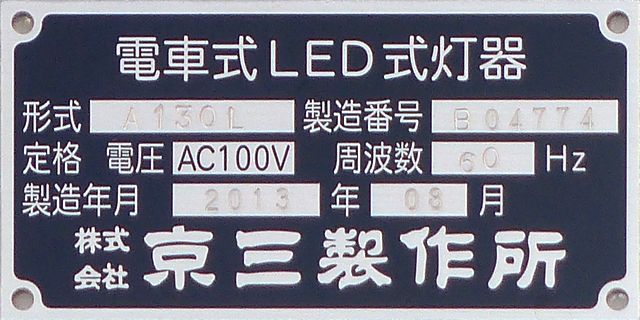 電車式LED式灯器
形式 A130L 製造番号 B04774
定格 電圧 AC100V 周波数 60 Hz
製造年月 2013 年 08 月
株式会社 京三製作所